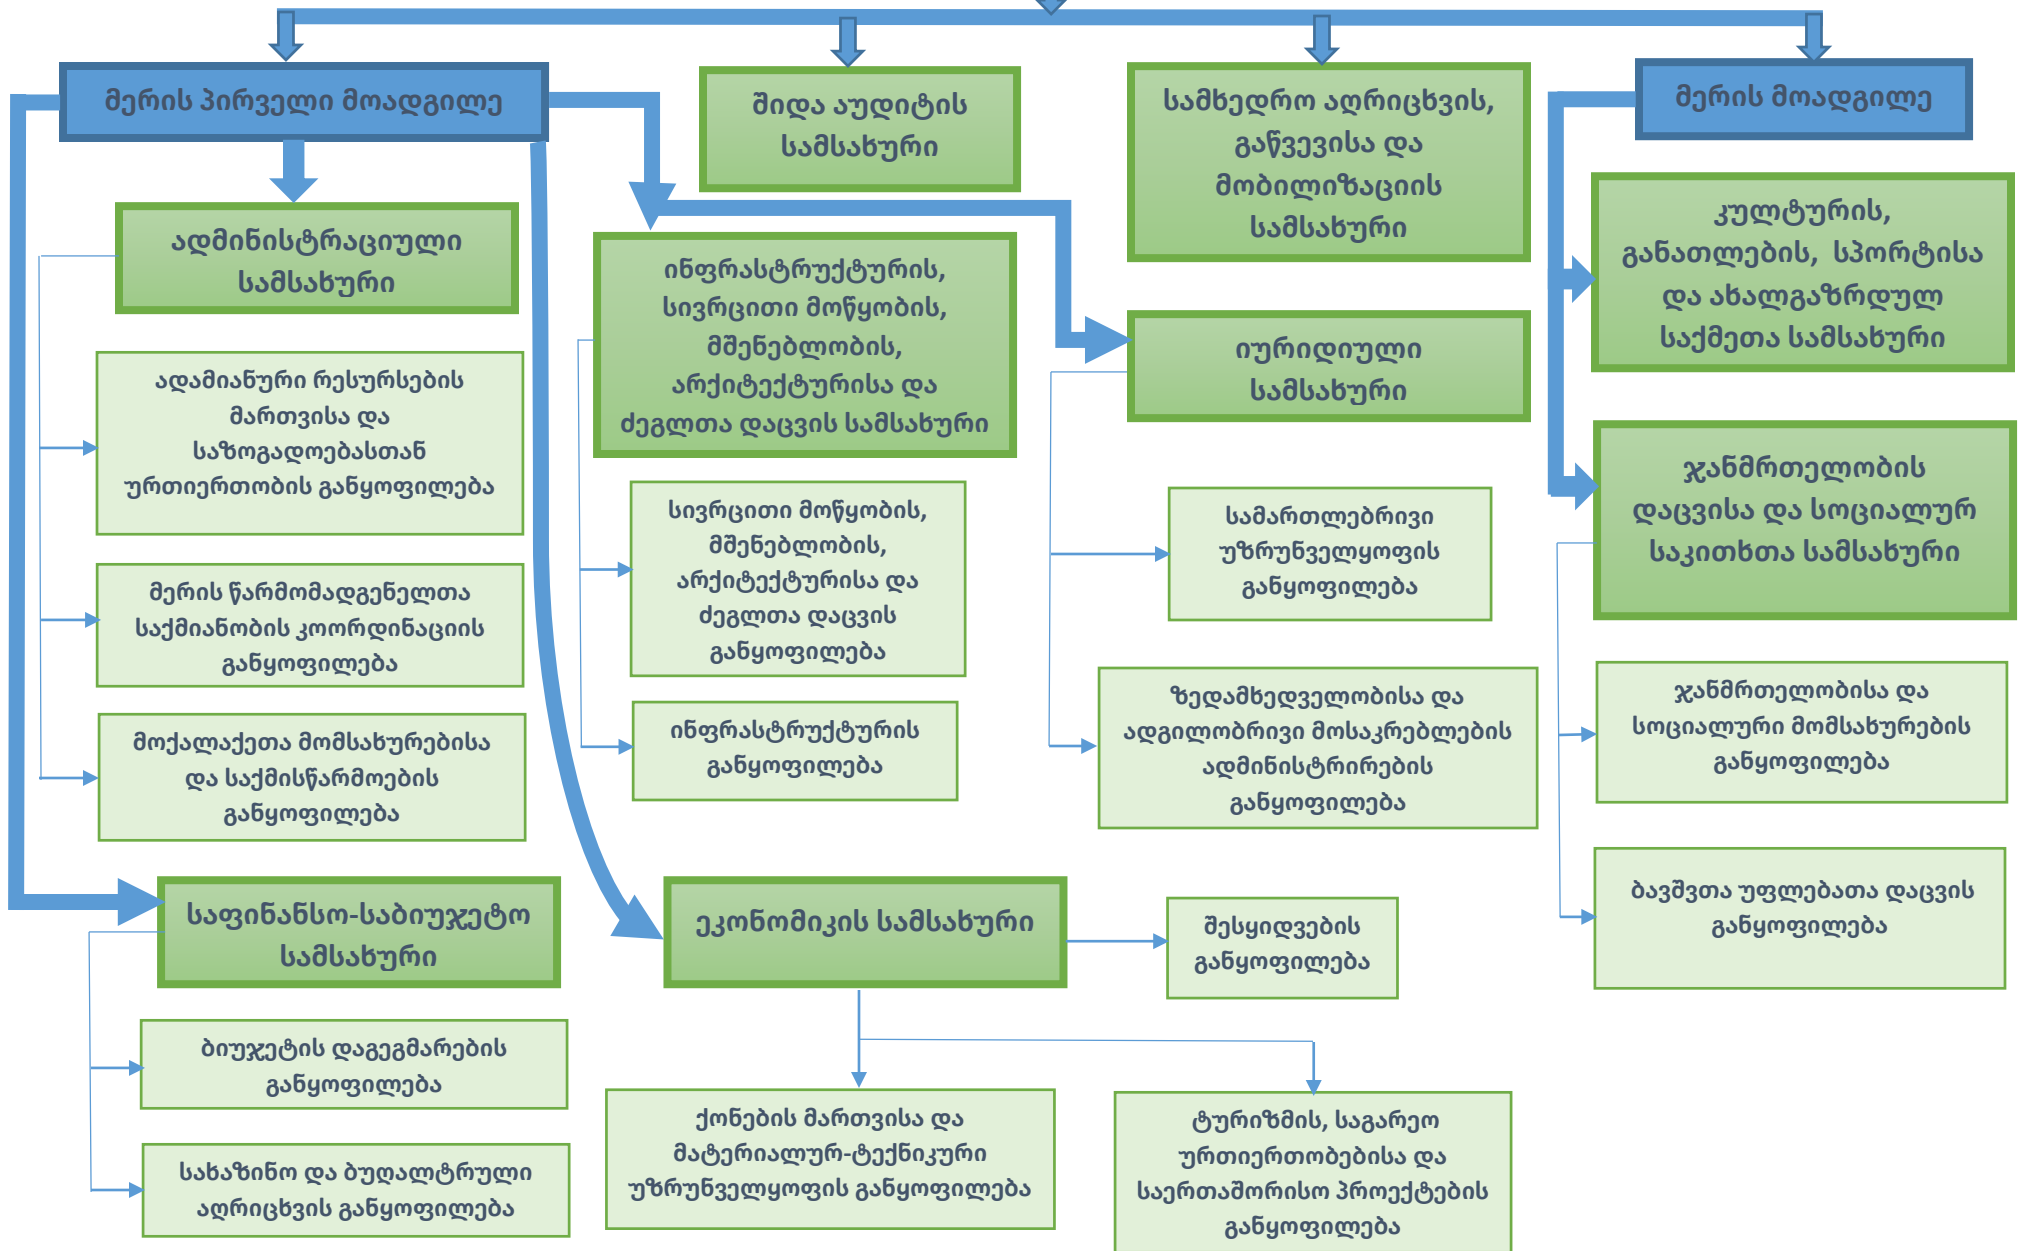 მერის პირველი მოადგილე
შიდა აუდიტის
სამსახური
სამხედრო აღრიცხვის,
გაწვევისა და
მობილიზაციის
სამსახური
მერის მოადგილე
ადმინისტრაციული
სამსახური
ინფრასტრუქტურის,
სივრცითი მოწყობის,
მშენებლობის,
არქიტექტურისა და
ძეგლთა დაცვის სამსახური
იურიდიული
სამსახური
კულტურის,
განათლების, სპორტისა
და ახალგაზრდულ
საქმეთა სამსახური
ადამიანური რესურსების
მართვისა და
საზოგადოებასთან
ურთიერთობის განყოფილება
მერის წარმომადგენელთა
საქმიანობის კოორდინაციის
განყოფილება
მოქალაქეთა მომსახურებისა
და საქმისწარმოების
განყოფილება
სივრცითი მოწყობის,
მშენებლობის,
არქიტექტურისა და
ძეგლთა დაცვის
განყოფილება
ინფრასტრუქტურის
განყოფილება
სამართლებრივი
უზრუნველყოფის
განყოფილება
ზედამხედველობისა და
ადგილობრივი მოსაკრებლების
ადმინისტრირების
განყოფილება
ჯანმრთელობის
დაცვისა და სოციალურ
საკითხთა სამსახური
ჯანმრთელობისა და
სოციალური მომსახურების
განყოფილება
ბავშვთა უფლებათა დაცვის
განყოფილება
საფინანსო-საბიუჯეტო
სამსახური
ეკონომიკის სამსახური
შესყიდვების
განყოფილება
ბიუჯეტის დაგეგმარების
განყოფილება
სახაზინო და ბუღალტრული
აღრიცხვის განყოფილება
ქონების მართვისა და
მატერიალურ-ტექნიკური
უზრუნველყოფის განყოფილება
ტურიზმის, საგარეო
ურთიერთობებისა და
საერთაშორისო პროექტების
განყოფილება